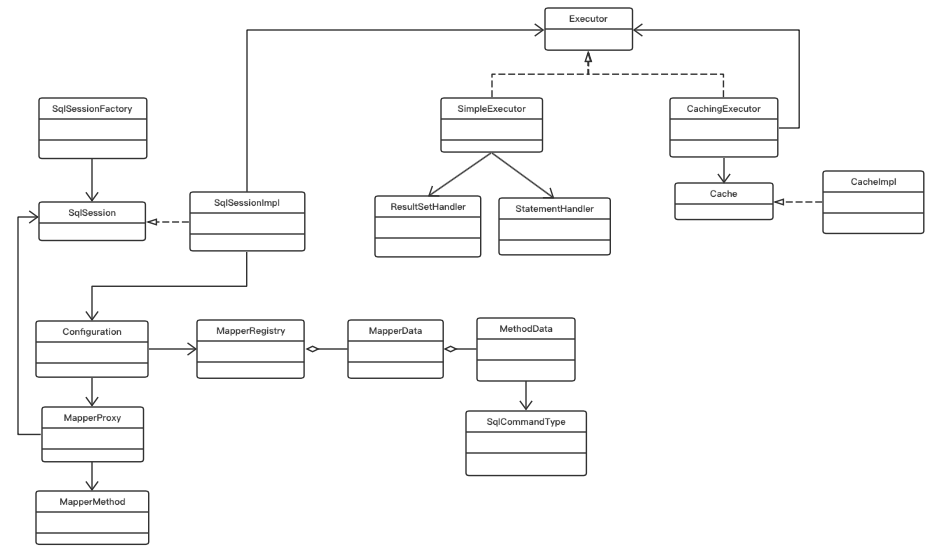 Executor
SqlSessionFactory
SimpleExecutor
CachingExecutor
SqlSession
SqlSessionImpl
ResultSetHandler
StatementHandler
Cache
CacheImpl
Configuration
MapperRegistry
MapperData
MethodData
MapperProxy
SqlCommandType
MapperMethod